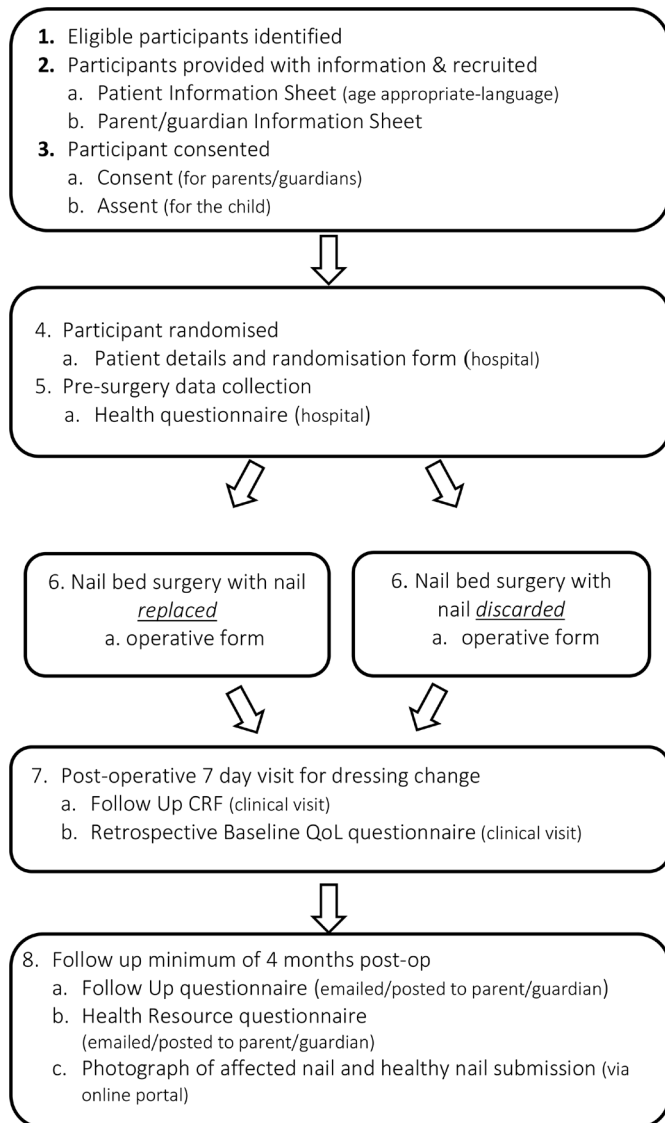 1. Eligible participants identified
2. Participants provided with information & recruited
a. Patient Information Sheet (age appropriate-language)
b. Parent/guardian Information Sheet
3. Participant consented
a. Consent (for parents/guardians)
b. Assent (for the child)
4. Participant randomised
a. Patient details and randomisation form (hospital)
5. Pre-surgery data collection
a. Health questionnaire (hospital)
6. Nail bed surgery with nail
replaced
a. operative form
6. Nail bed surgery with
nail discarded
a. operative form
7. Post-operative 7 day visit for dressing change
a. Follow Up CRF (clinical visit)
b. Retrospective Baseline QoL questionnaire (clinical visit)
8. Follow up minimum of 4 months post-op
a. Follow Up questionnaire (emailed/posted to parent/guardian)
b. Health Resource questionnaire
(emailed/posted to parent/guardian)
c. Photograph of affected nail and healthy nail submission (via
online portal)